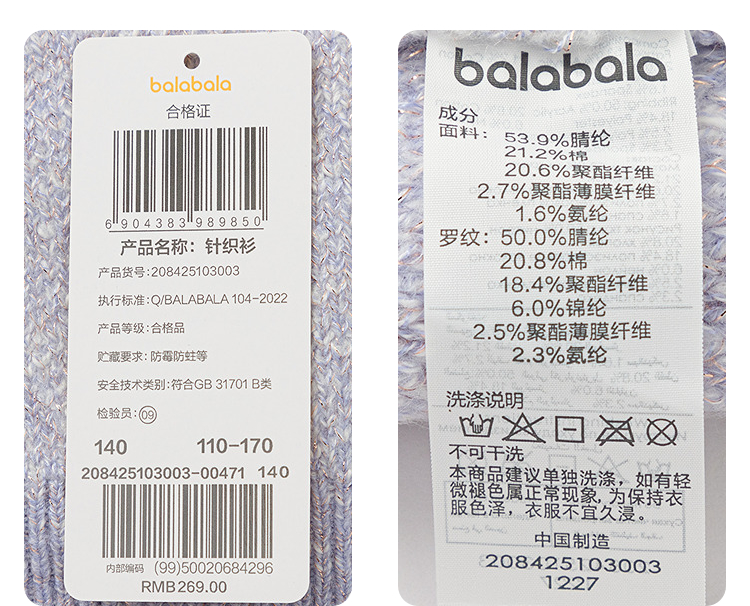 balabala
合格证
6 904383 989850
产品名称：针织衫
产品货号:208425103003
执行标准:Q/BALABALA 104-2022
产品等级:合格品
贮藏要求:防霉防蛀等
安全技术类别:符合GB 31701 B类
检验员:09
140 110-170
208425103003-00471 140
内部编码 (99)50020684296
RMB269.00
balabala
成分
面料：53.9%腈纶
21.2%棉
20.6%聚酯纤维
2.7%聚酯薄膜纤维
1.6%氨纶
罗纹：50.0%腈纶
20.8%棉
18.4%聚酯纤维
6.0%锦纶
2.5%聚酯薄膜纤维
2.3%氨纶
洗涤说明
不可干洗
本商品建议单独洗涤，如有轻
微褪色属正常现象，为保持衣
服色泽，衣服不宜久浸。
中国制造
208425103003
1227